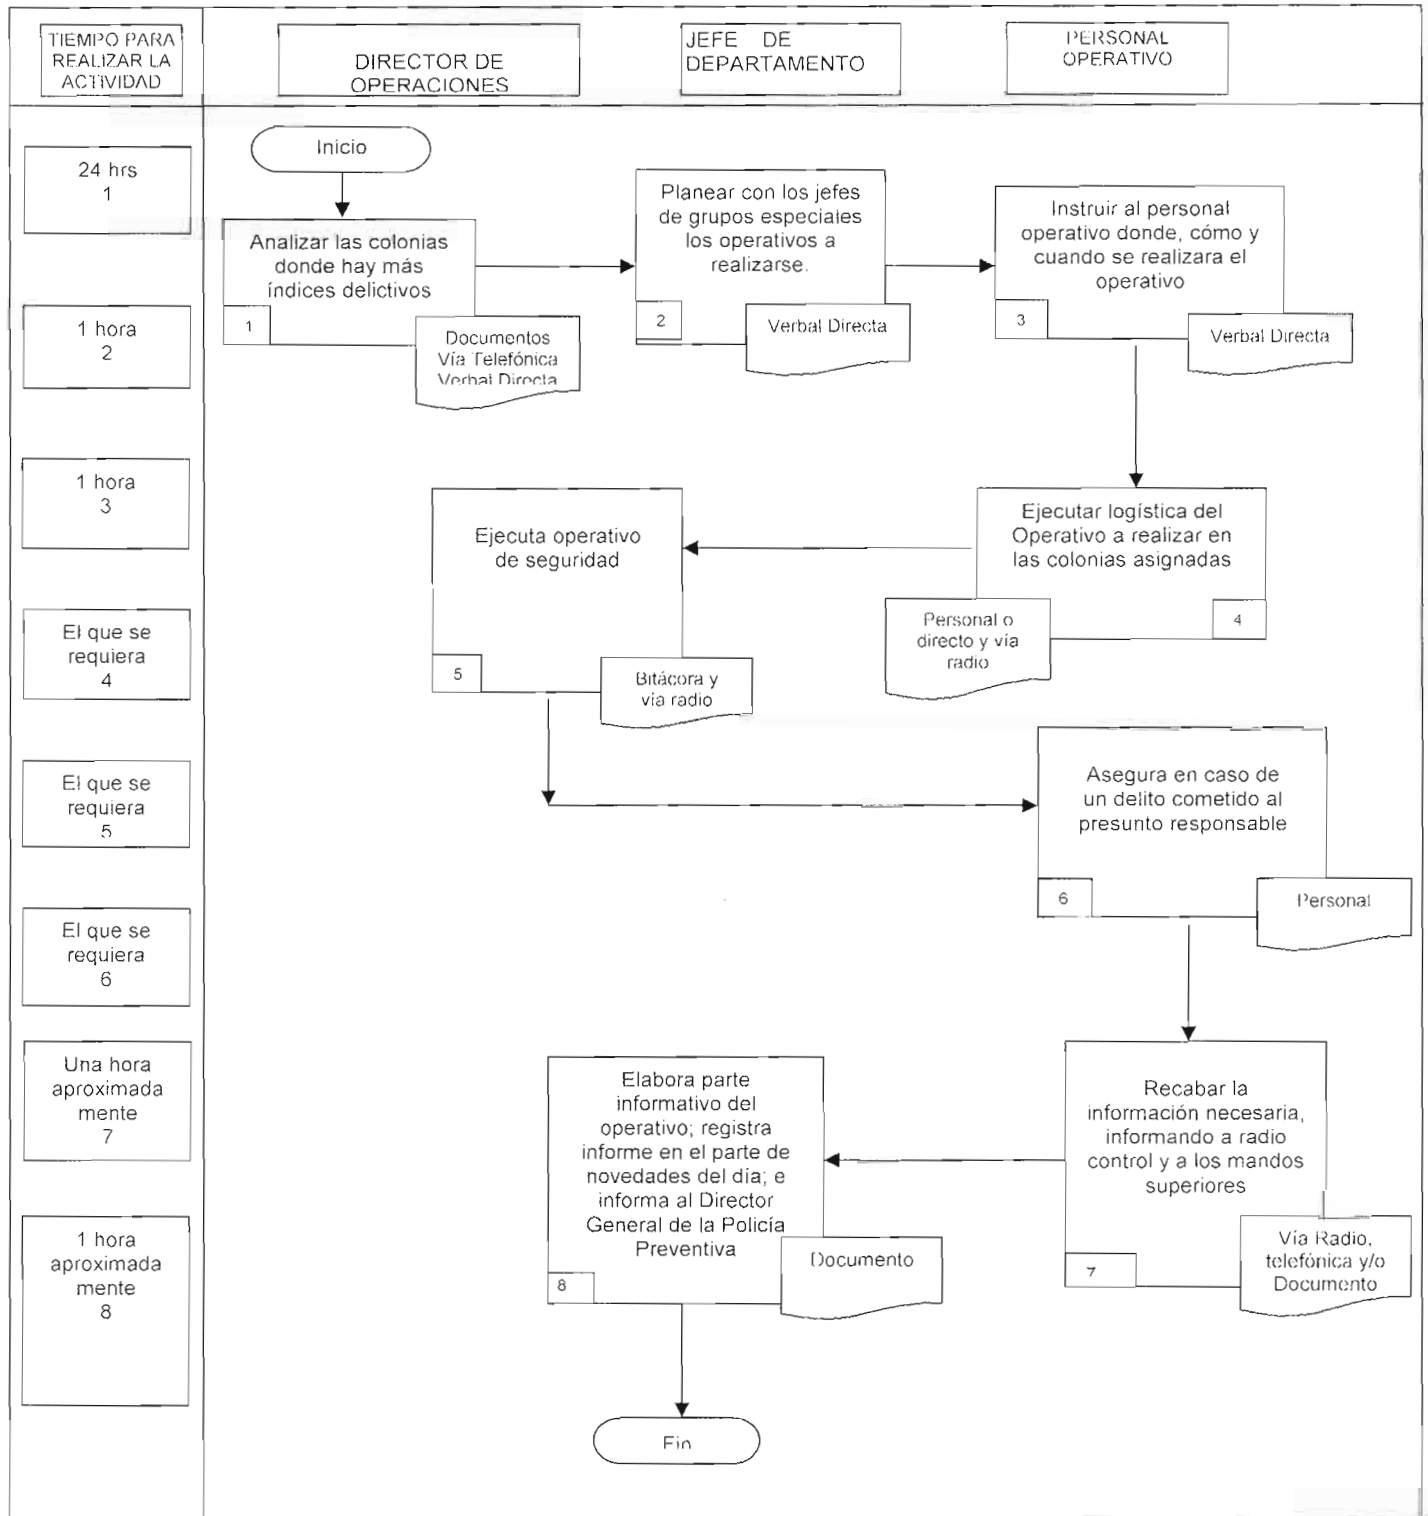 TIEMPO PARA
REALIZAR LA
ACTIVIDAD
DIRECTOR DE
OPERACIONES
JEFE DE
DEPARTAMENTO
PERSONAL
OPERATIVO
24 hrs
1
1 hora
2
1 hora
3
El que se
requiera
4
El que se
requiera
5
El que se
requiera
6
Una hora
aproximada
mente
7
1 hora
aproximada
mente
8
Inicio
Analizar las colonias
donde hay más
índices delictivos
1
Documentos
Vía Telefónica
Verbal Directa
Planear con los jefes
de grupos especiales
los operativos a
realizarse.
2
Verbal Directa
Instruir al personal
operativo donde, cómo y
cuando se realizara el
operativo
3
Verbal Directa
Ejecutar logística del
Operativo a realizar en
las colonias asignadas
4
Personal o
directo y vía
radio
Ejecuta operativo
de seguridad
5
Bitácora y
vía radio
Asegura en caso de
un delito cometido al
presunto responsable
6
Personal
Recabar la
información necesaria,
informando a radio
control y a los mandos
superiores
7
Vía Radio,
telefónica y/o
Documento
Elabora parte
informativo del
operativo; registra
informe en el parte de
novedades del día; e
informa al Director
General de la Policía
Preventiva
8
Documento
Fin